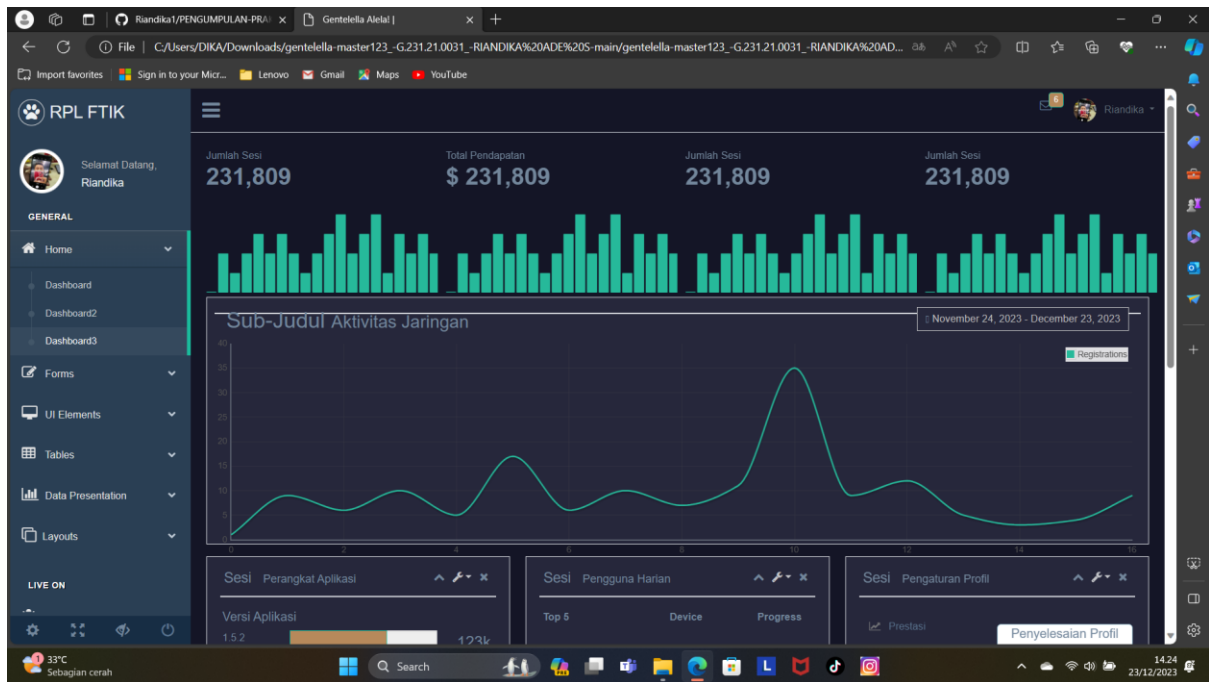 Riandika1/PENGUMPULAN-PRAK
Gentelella Alela! |
File
C:/Users/DIKA/Downloads/gentelella-master123_-G.231.21.0031_-RIANDIKA%20ADE%20S-main/gentelella-master123_-G.231.21.0031_-RIANDIKA%20AD...
Import favorites
Sign in to your Micr...
Lenovo
Gmail
Maps
YouTube
RPL FTIK
6
Riandika
Selamat Datang,
Riandika
GENERAL
Home
Dashboard
Dashboard2
Dashboard3
Forms
UI Elements
Tables
Data Presentation
Layouts
LIVE ON
Jumlah Sesi
231,809
Total Pendapatan
$ 231,809
Jumlah Sesi
231,809
Jumlah Sesi
231,809
Sub-Judul Aktivitas Jaringan
November 24, 2023 - December 23, 2023
Registrations
40
35
30
25
20
15
10
5
0
0 2 4 6 8 10 12 14 16
Sesi Perangkat Aplikasi
Versi Aplikasi
1.5.2
123k
Sesi Pengguna Harian
Top 5 Device Progress
Sesi Pengaturan Profil
Prestasi
Penyelesaian Profil
1
33°C
Sebagian cerah
Search
PRE
L
14.24
23/12/2023